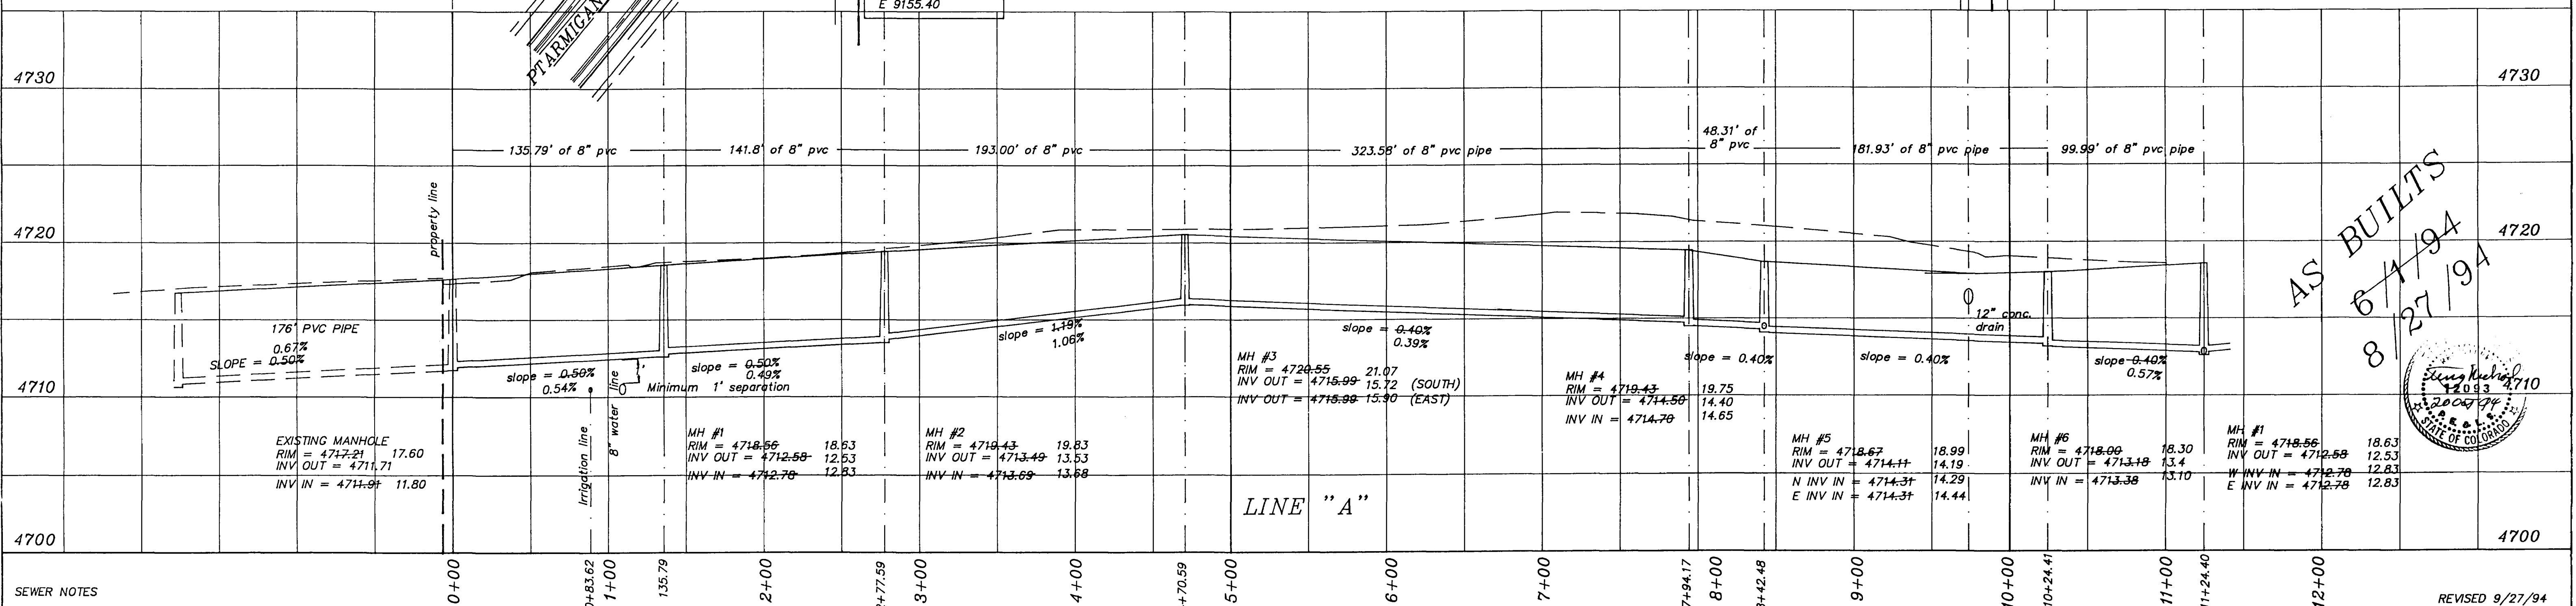 E 9155.40
PTARMIGAN
4730
4730
135.79' of 8" pvc
141.8' of 8" pvc
193.00' of 8" pvc
323.58' of 8" pvc pipe
48.31' of
8" pvc
181.93' of 8" pvc pipe
99.99' of 8" pvc pipe
property line
4720
4720
AS BUILTS
6/1/94
8/27/94
176' PVC PIPE
0.67%
SLOPE = 0.50%
slope = 0.50%
0.54%
slope = 0.50%
0.49%
Minimum 1' separation
slope = 1.19%
1.06%
slope = 0.40%
0.39%
slope = 0.40%
slope = 0.40%
12" conc.
drain
slope 0.40%
0.57%
4710
4710
12093
STATE OF COLORADO
Irrigation line
8" water line
EXISTING MANHOLE
RIM = 4717.21 17.60
INV OUT = 4711.71
INV IN = 4711.91 11.80
MH #1
RIM = 4718.56 18.63
INV OUT = 4712.58 12.53
INV IN = 4712.78 12.83
MH #2
RIM = 4719.43 19.83
INV OUT = 4713.49 13.53
INV IN = 4713.69 13.68
MH #3
RIM = 4720.55 21.07
INV OUT = 4715.99 15.72 (SOUTH)
INV OUT = 4715.99 15.90 (EAST)
MH #4
RIM = 4719.43 19.75
INV OUT = 4714.50 14.40
INV IN = 4714.70 14.65
MH #5
RIM = 4718.67 18.99
INV OUT = 4714.11 14.19
N INV IN = 4714.31 14.29
E INV IN = 4714.31 14.44
MH #6
RIM = 4718.00 18.30
INV OUT = 4713.18 13.4
INV IN = 4713.38 13.10
MH #1
RIM = 4718.56 18.63
INV OUT = 4712.58 12.53
W INV IN = 4712.78 12.83
E INV IN = 4712.78 12.83
LINE "A"
4700
4700
0+00
0+83.62
1+00
135.79
2+00
2+77.59
3+00
4+00
+70.59
5+00
6+00
7+00
7+94.17
8+00
8+42.48
9+00
10+00
10+24.41
11+00
11+24.40
12+00
SEWER NOTES
REVISED 9/27/94